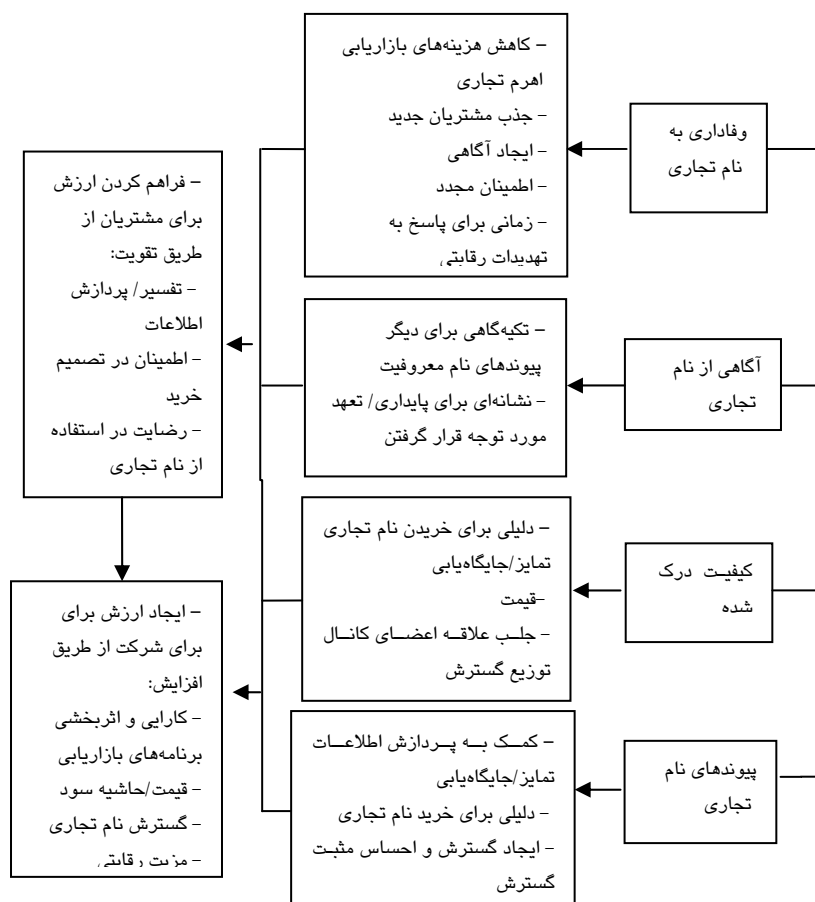 – کاهش هزینه‌های بازاریابی
اهرم تجاری
– جذب مشتریان جدید
– ایجاد آگاهی
– اطمینان مجدد
– زمانی برای پاسخ به
تهدیدات رقابتی
وفاداری به
نام تجاری
– فراهم کردن ارزش
برای مشتریان از
طریق تقویت:
– تفسیر/ پردازش
اطلاعات
– اطمینان در تصمیم
خرید
– رضایت در استفاده
از نام تجاری
– تکیه‌گاهی برای دیگر
پیوندهای نام معروفیت
– نشانه‌ای برای پایداری/ تعهد
مورد توجه قرار گرفتن
آگاهی از نام
تجاری
– دلیلی برای خریدن نام تجاری
تمایز/جایگاه‌یابی
–قیمت
– جلب علاقه اعضای کانال
توزیع گسترش
کیفیت درک
شده
– ایجاد ارزش برای
برای شرکت از طریق
افزایش:
– کارایی و اثربخشی
برنامه‌های بازاریابی
– قیمت/حاشیه سود
– گسترش نام تجاری
– مزیت رقابتی
– کمک به پردازش اطلاعات
تمایز/جایگاه‌یابی
– دلیلی برای خرید نام تجاری
– ایجاد گسترش و احساس مثبت
گسترش
پیوندهای نام
تجاری